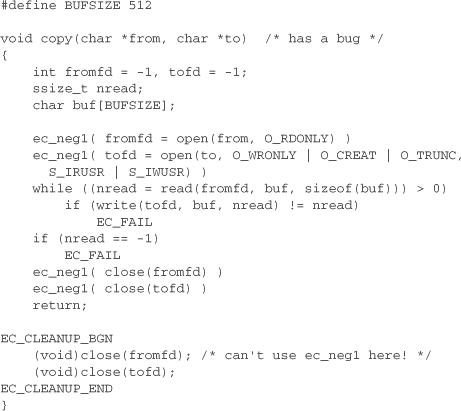 #define BUFSIZE 512
void copy(char *from, char *to)  /* has a bug */
{
    int fromfd = -1, tofd = -1;
    ssize_t nread;
    char buf[BUFSIZE];
    ec_neg1( fromfd = open(from, O_RDONLY) )
    ec_neg1( tofd = open(to, O_WRONLY | O_CREAT | O_TRUNC,
      S_IRUSR | S_IWUSR) )
    while ((nread = read(fromfd, buf, sizeof(buf))) > 0)
        if (write(tofd, buf, nread) != nread)
            EC_FAIL
    if (nread == -1)
        EC_FAIL
    ec_neg1( close(fromfd) )
    ec_neg1( close(tofd) )
    return;
EC_CLEANUP_BGN
    (void)close(fromfd); /* can't use ec_neg1 here! */
    (void)close(tofd);
EC_CLEANUP_END
}